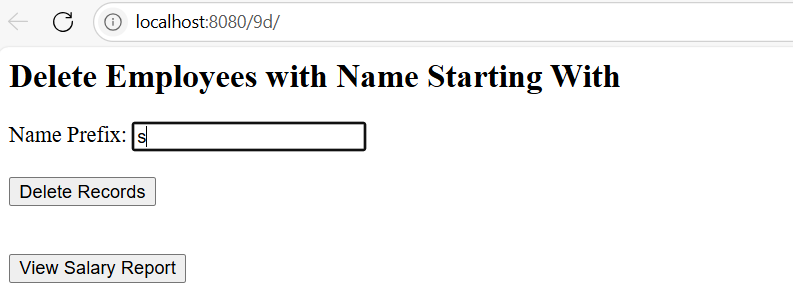 localhost:8080/9d/
Delete Employees with Name Starting With
Name Prefix: s
Delete Records
View Salary Report